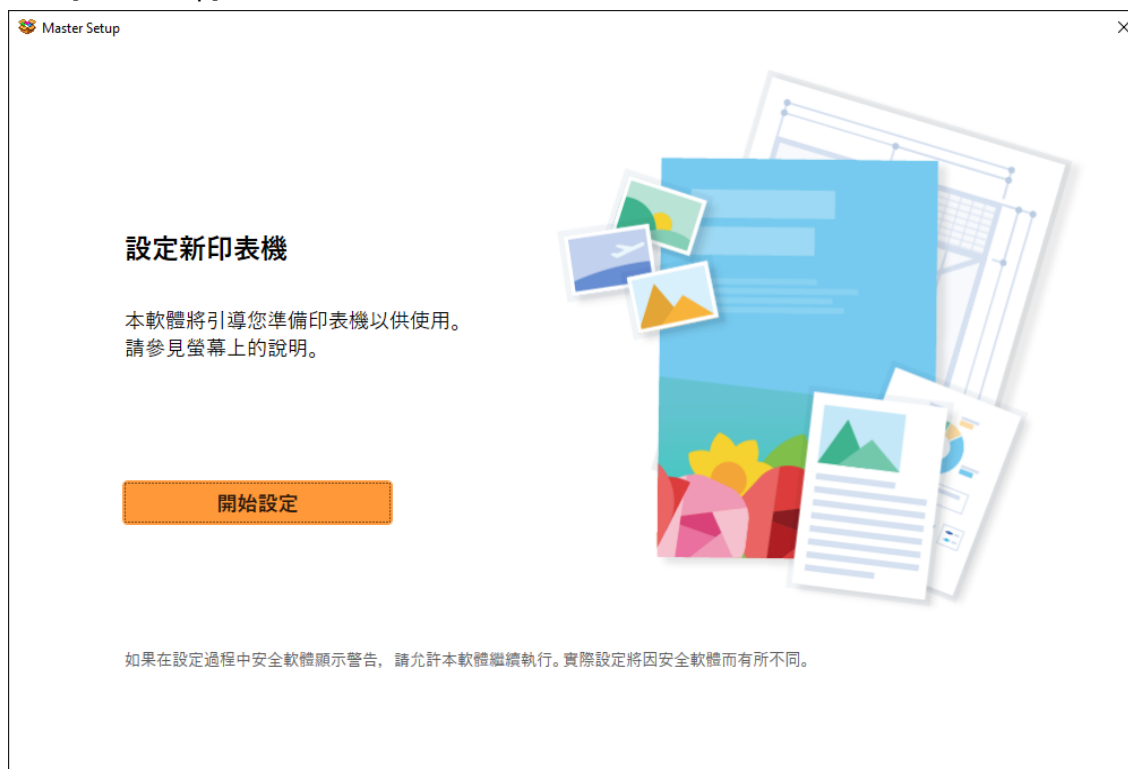 Master Setup
設定新印表機
本軟體將引導您準備印表機以供使用。
請參見螢幕上的說明。
開始設定
如果在設定過程中安全軟體顯示警告，請允許本軟體繼續執行。實際設定將因安全軟體而有所不同。